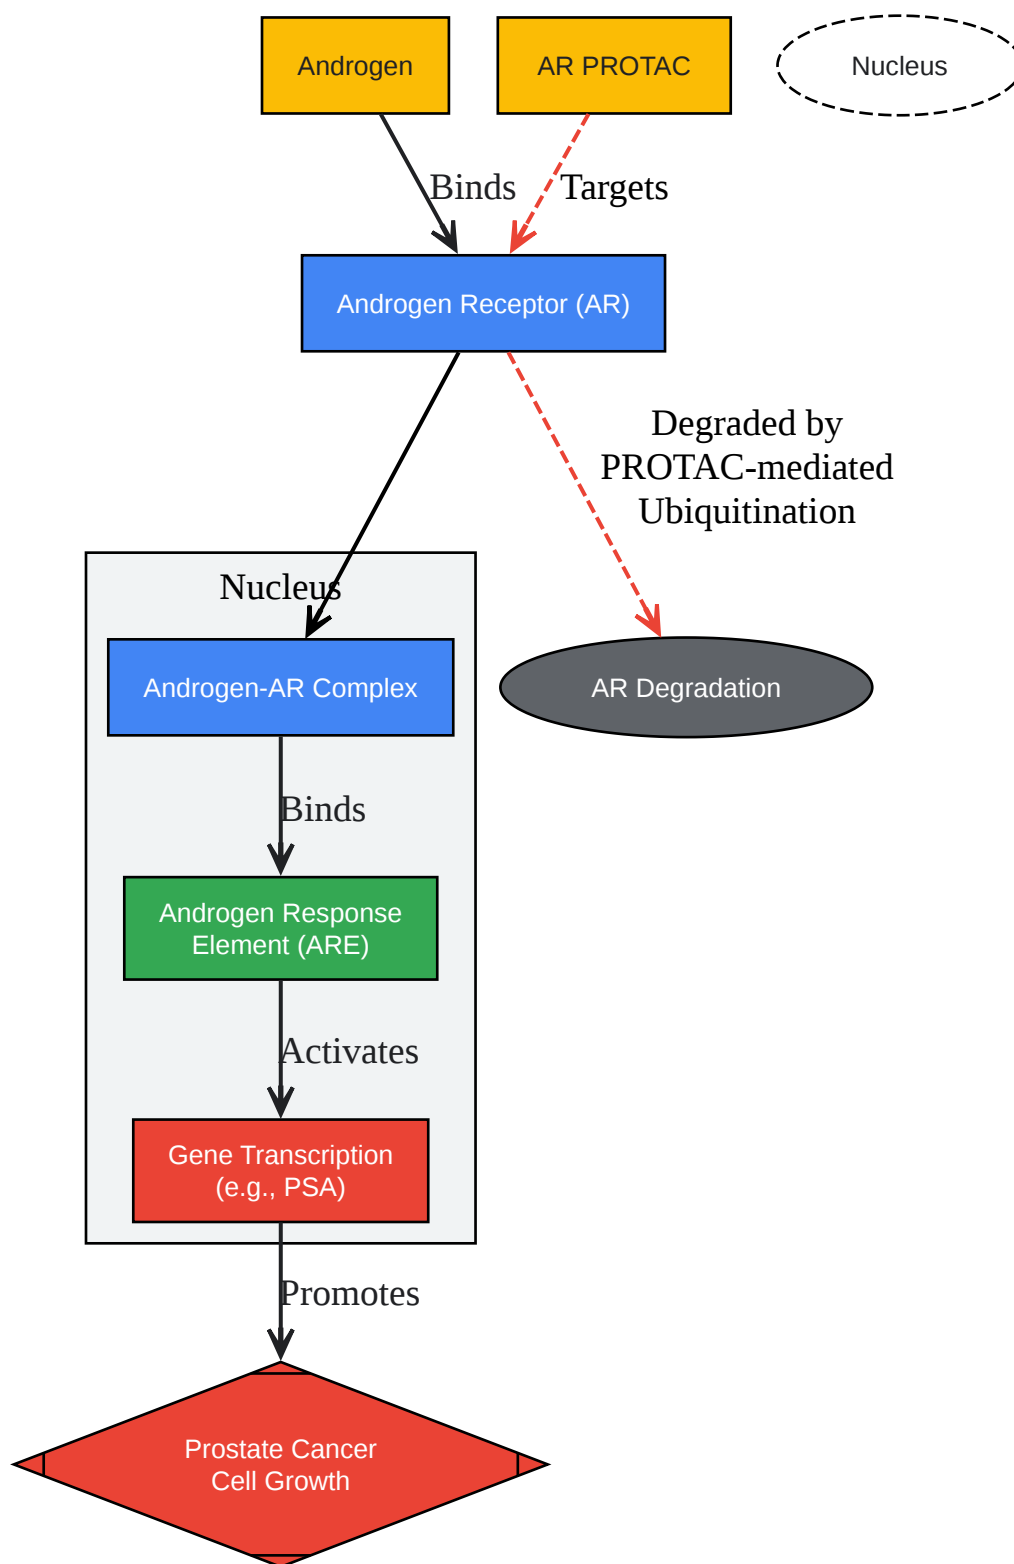 Androgen
AR PROTAC
Nucleus
Binds
Targets
Androgen Receptor (AR)
Degraded by
PROTAC-mediated
Ubiquitination
Nucleus
Androgen-AR Complex
AR Degradation
Binds
Androgen Response
Element (ARE)
Activates
Gene Transcription
(e.g., PSA)
Promotes
Prostate Cancer
Cell Growth